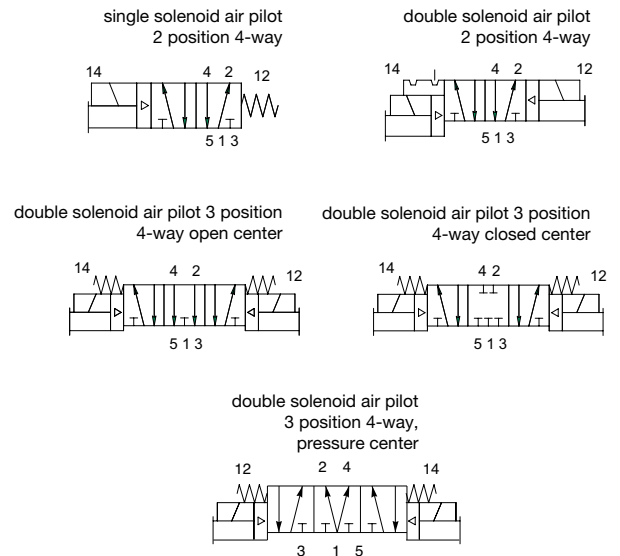 single solenoid air pilot
2 position 4-way
14
4 2
12
5 1 3
double solenoid air pilot
2 position 4-way
14
4 2
12
5 1 3
double solenoid air pilot 3 position
4-way open center
14
4 2
12
5 1 3
double solenoid air pilot 3 position
4-way closed center
14
4 2
12
5 1 3
double solenoid air pilot
3 position 4-way,
pressure center
12
2 4
14
3 1 5